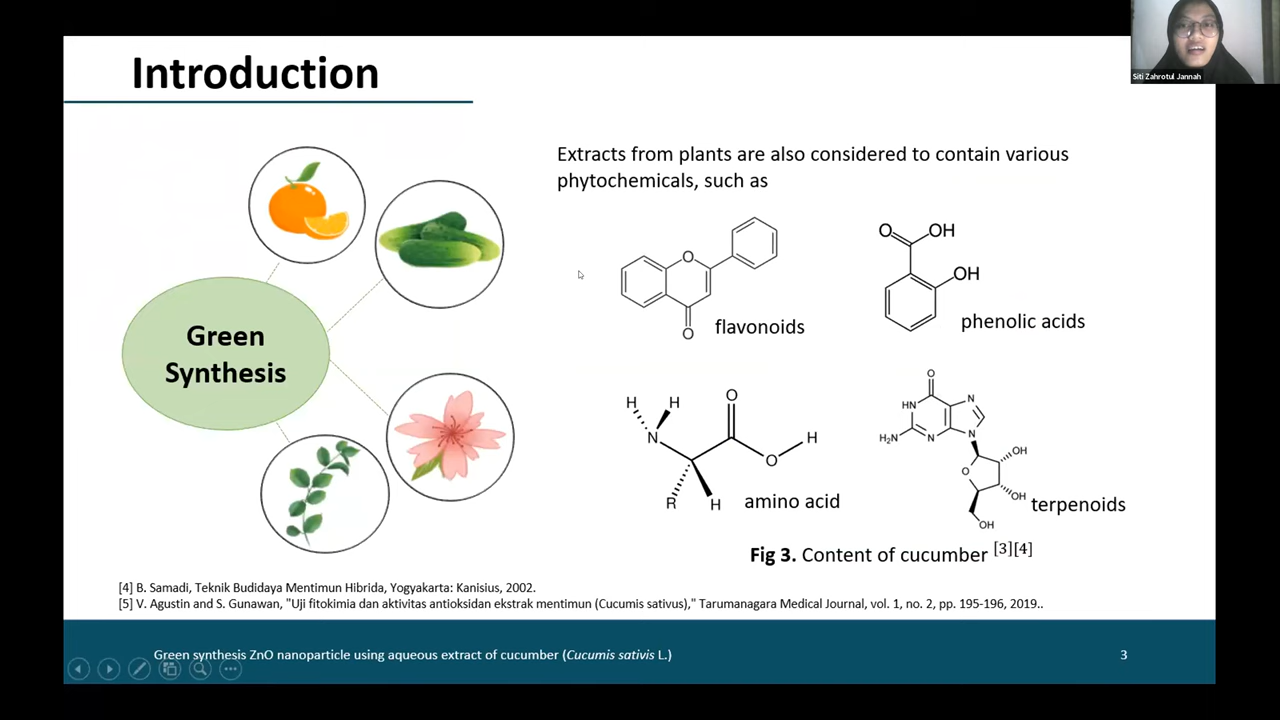 Introduction
Siti Zahrotul Jannah
Green
Synthesis
Extracts from plants are also considered to contain various
phytochemicals, such as
O
O
flavonoids
O OH
OH
phenolic acids
H H O
N H
O
R H
amino acid
O
HN N
H₂N N N
OH
O
OH
OH
terpenoids
Fig 3. Content of cucumber [3][4]
[4] B. Samadi, Teknik Budidaya Mentimun Hibrida, Yogyakarta: Kanisius, 2002.
[5] V. Agustin and S. Gunawan, "Uji fitokimia dan aktivitas antioksidan ekstrak mentimun (Cucumis sativus)," Tarumanagara Medical Journal, vol. 1, no. 2, pp. 195-196, 2019..
Green synthesis ZnO nanoparticle using aqueous extract of cucumber (Cucumis sativis L.)
3